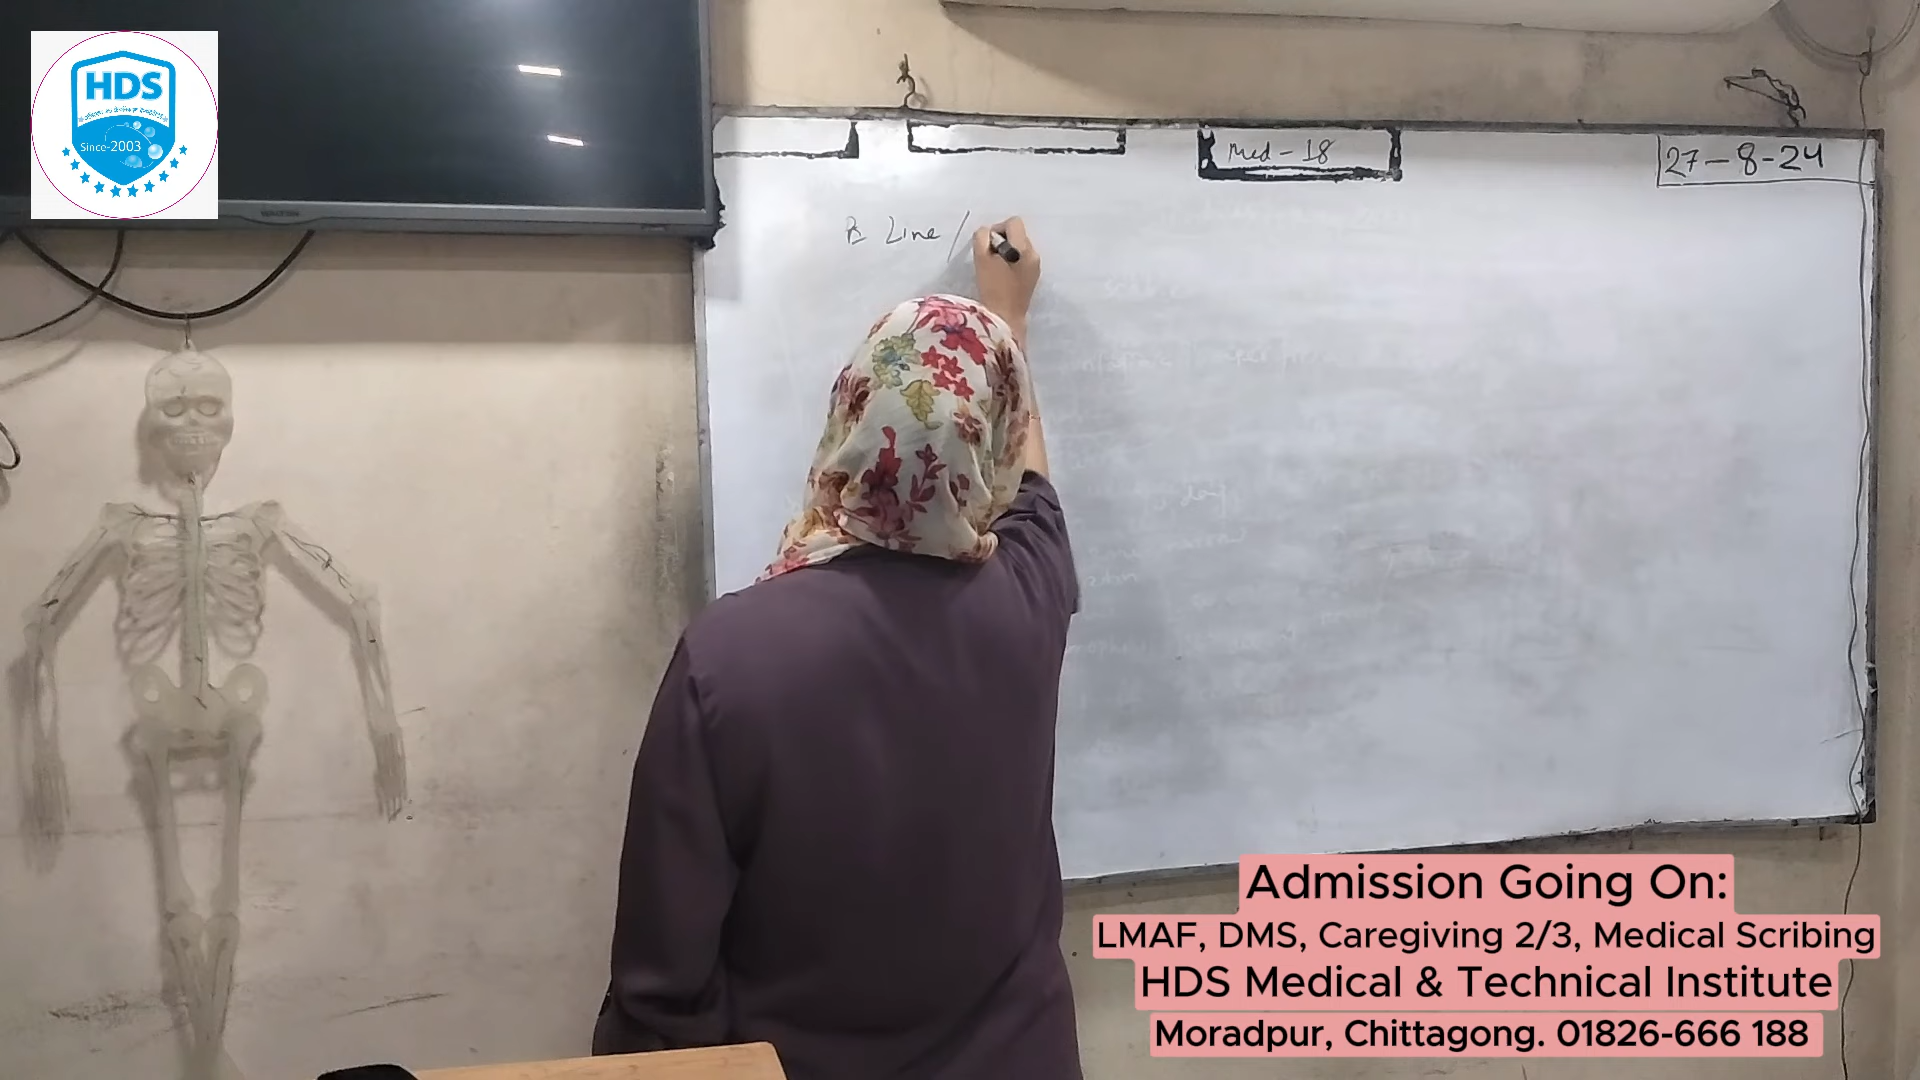 HDS
Since-2003
Med - 18
27-8-24
Line /
Admission Going On:
LMAF, DMS, Caregiving 2/3, Medical Scribing
HDS Medical & Technical Institute
Moradpur, Chittagong. 01826-666 188